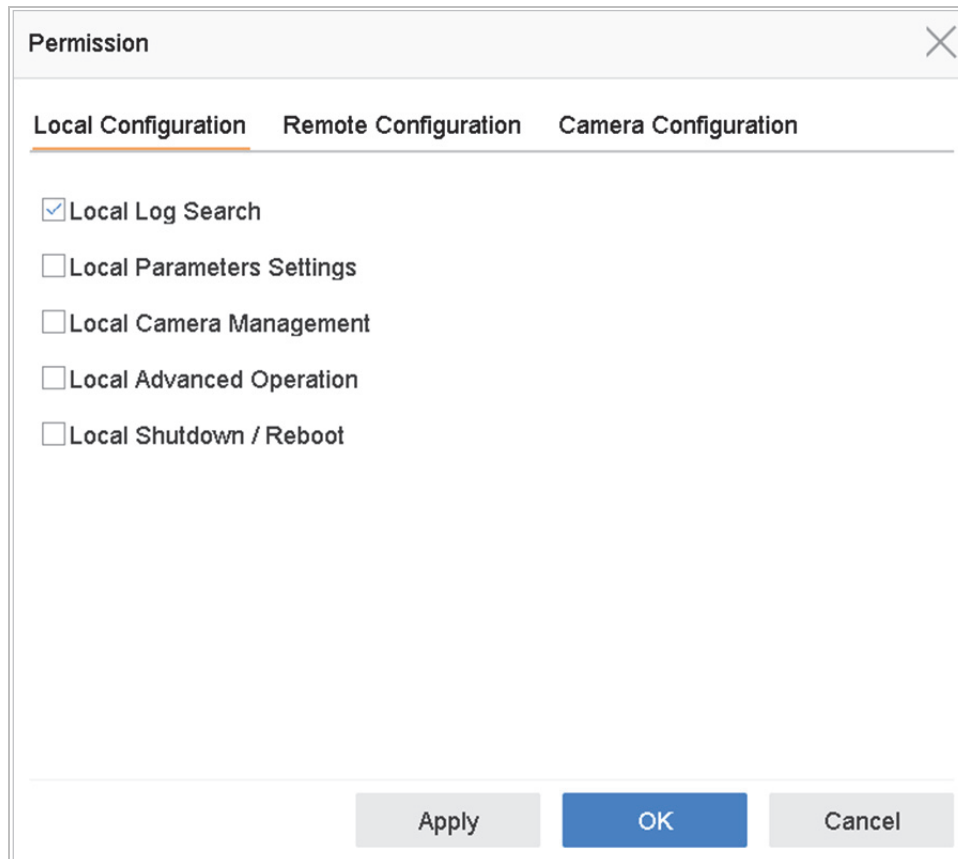 Permission
Local Configuration Remote Configuration Camera Configuration
Local Log Search
Local Parameters Settings
Local Camera Management
Local Advanced Operation
Local Shutdown / Reboot
Apply OK Cancel